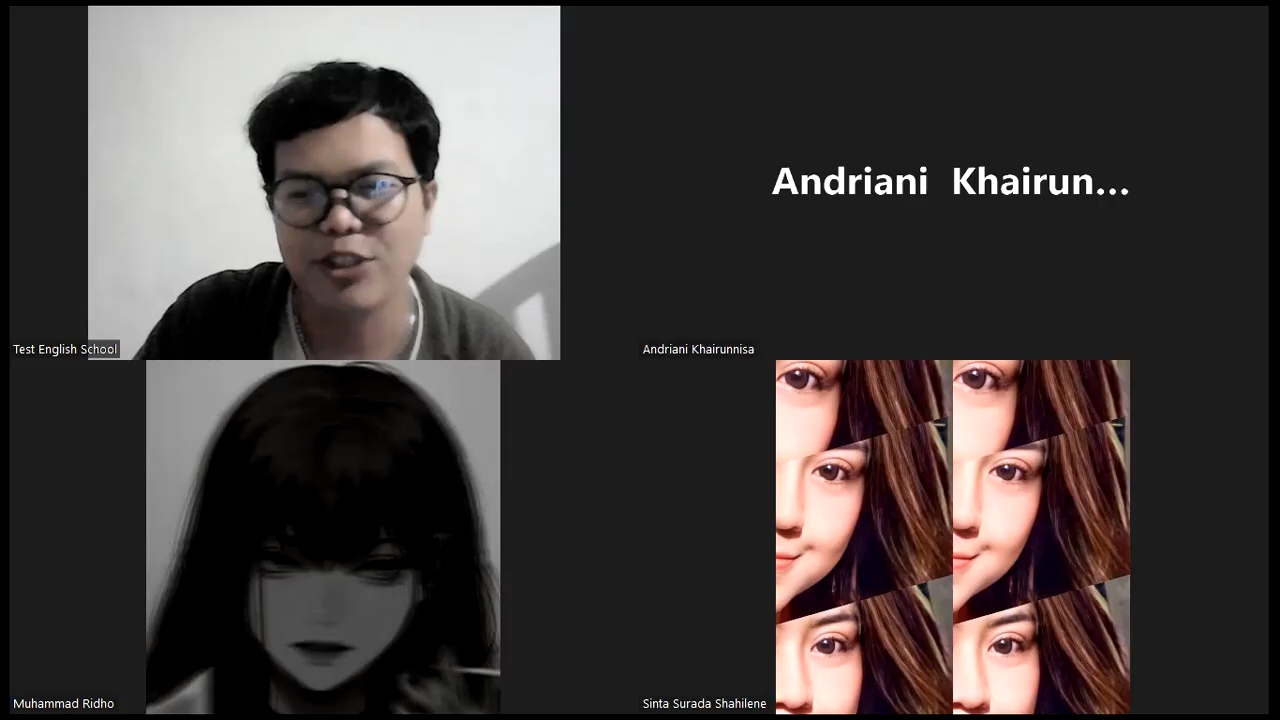 Andriani Khairun...
Test English School
Andriani Khairunnisa
Muhammad Ridho
Sinta Surada Shahilene